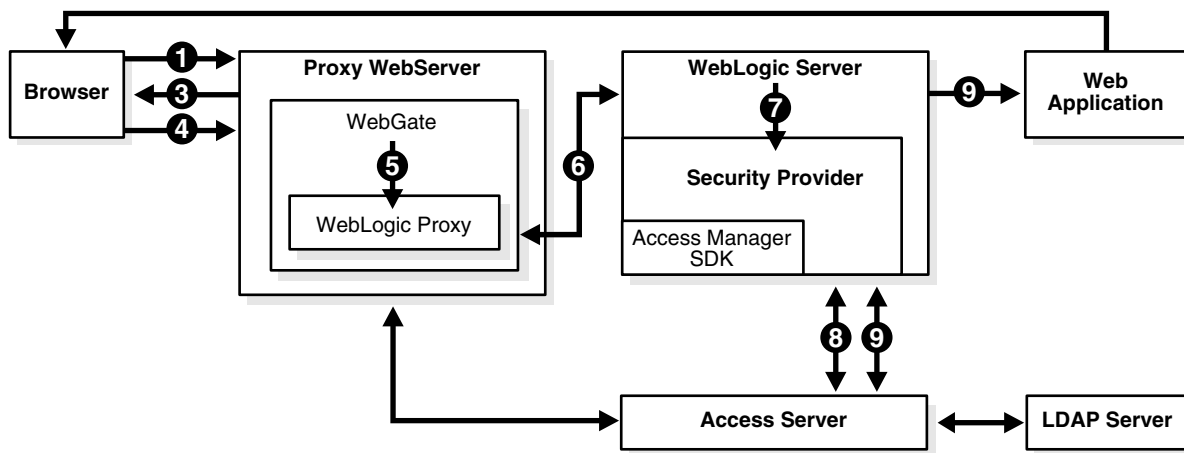 Browser
1
3
4
Proxy WebServer
WebGate
5
WebLogic Proxy
6
WebLogic Server
7
Security Provider
Access Manager
SDK
9
Web
Application
8
9
Access Server
LDAP Server